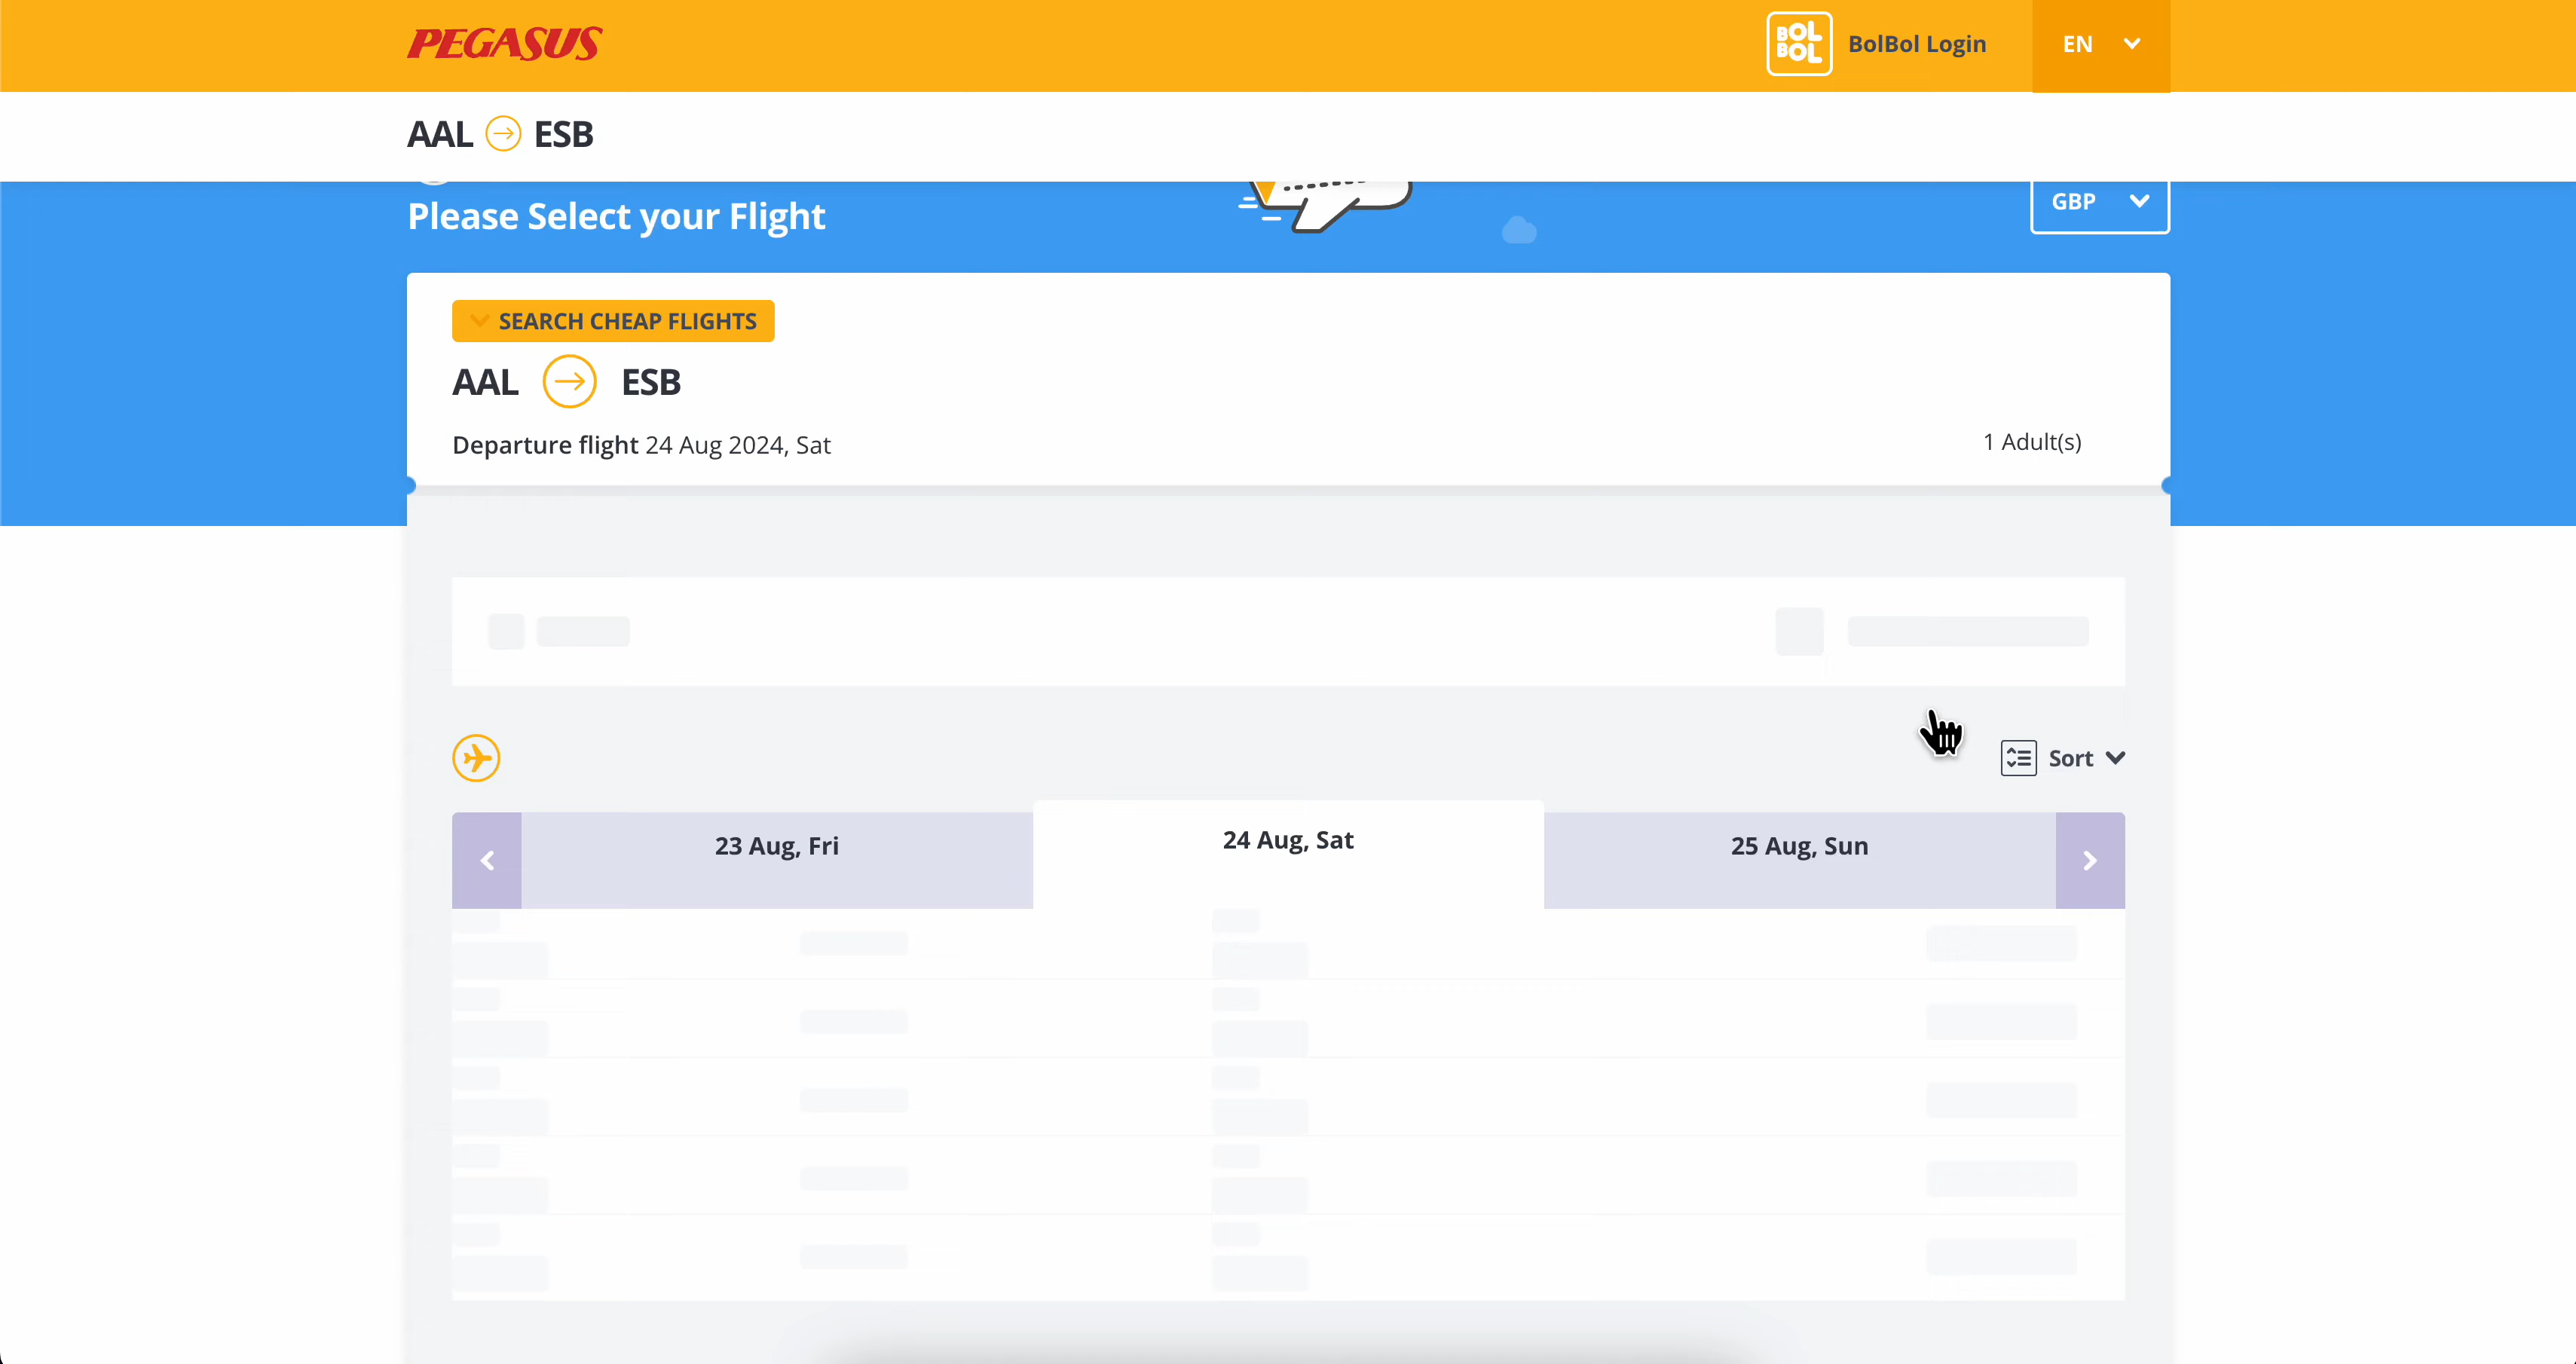 PEGASUS
BOL BOL
BolBol Login
EN
AAL ESB
Please Select your Flight
GBP
SEARCH CHEAP FLIGHTS
AAL ESB
Departure flight 24 Aug 2024, Sat
1 Adult(s)
Sort
23 Aug, Fri
24 Aug, Sat
25 Aug, Sun